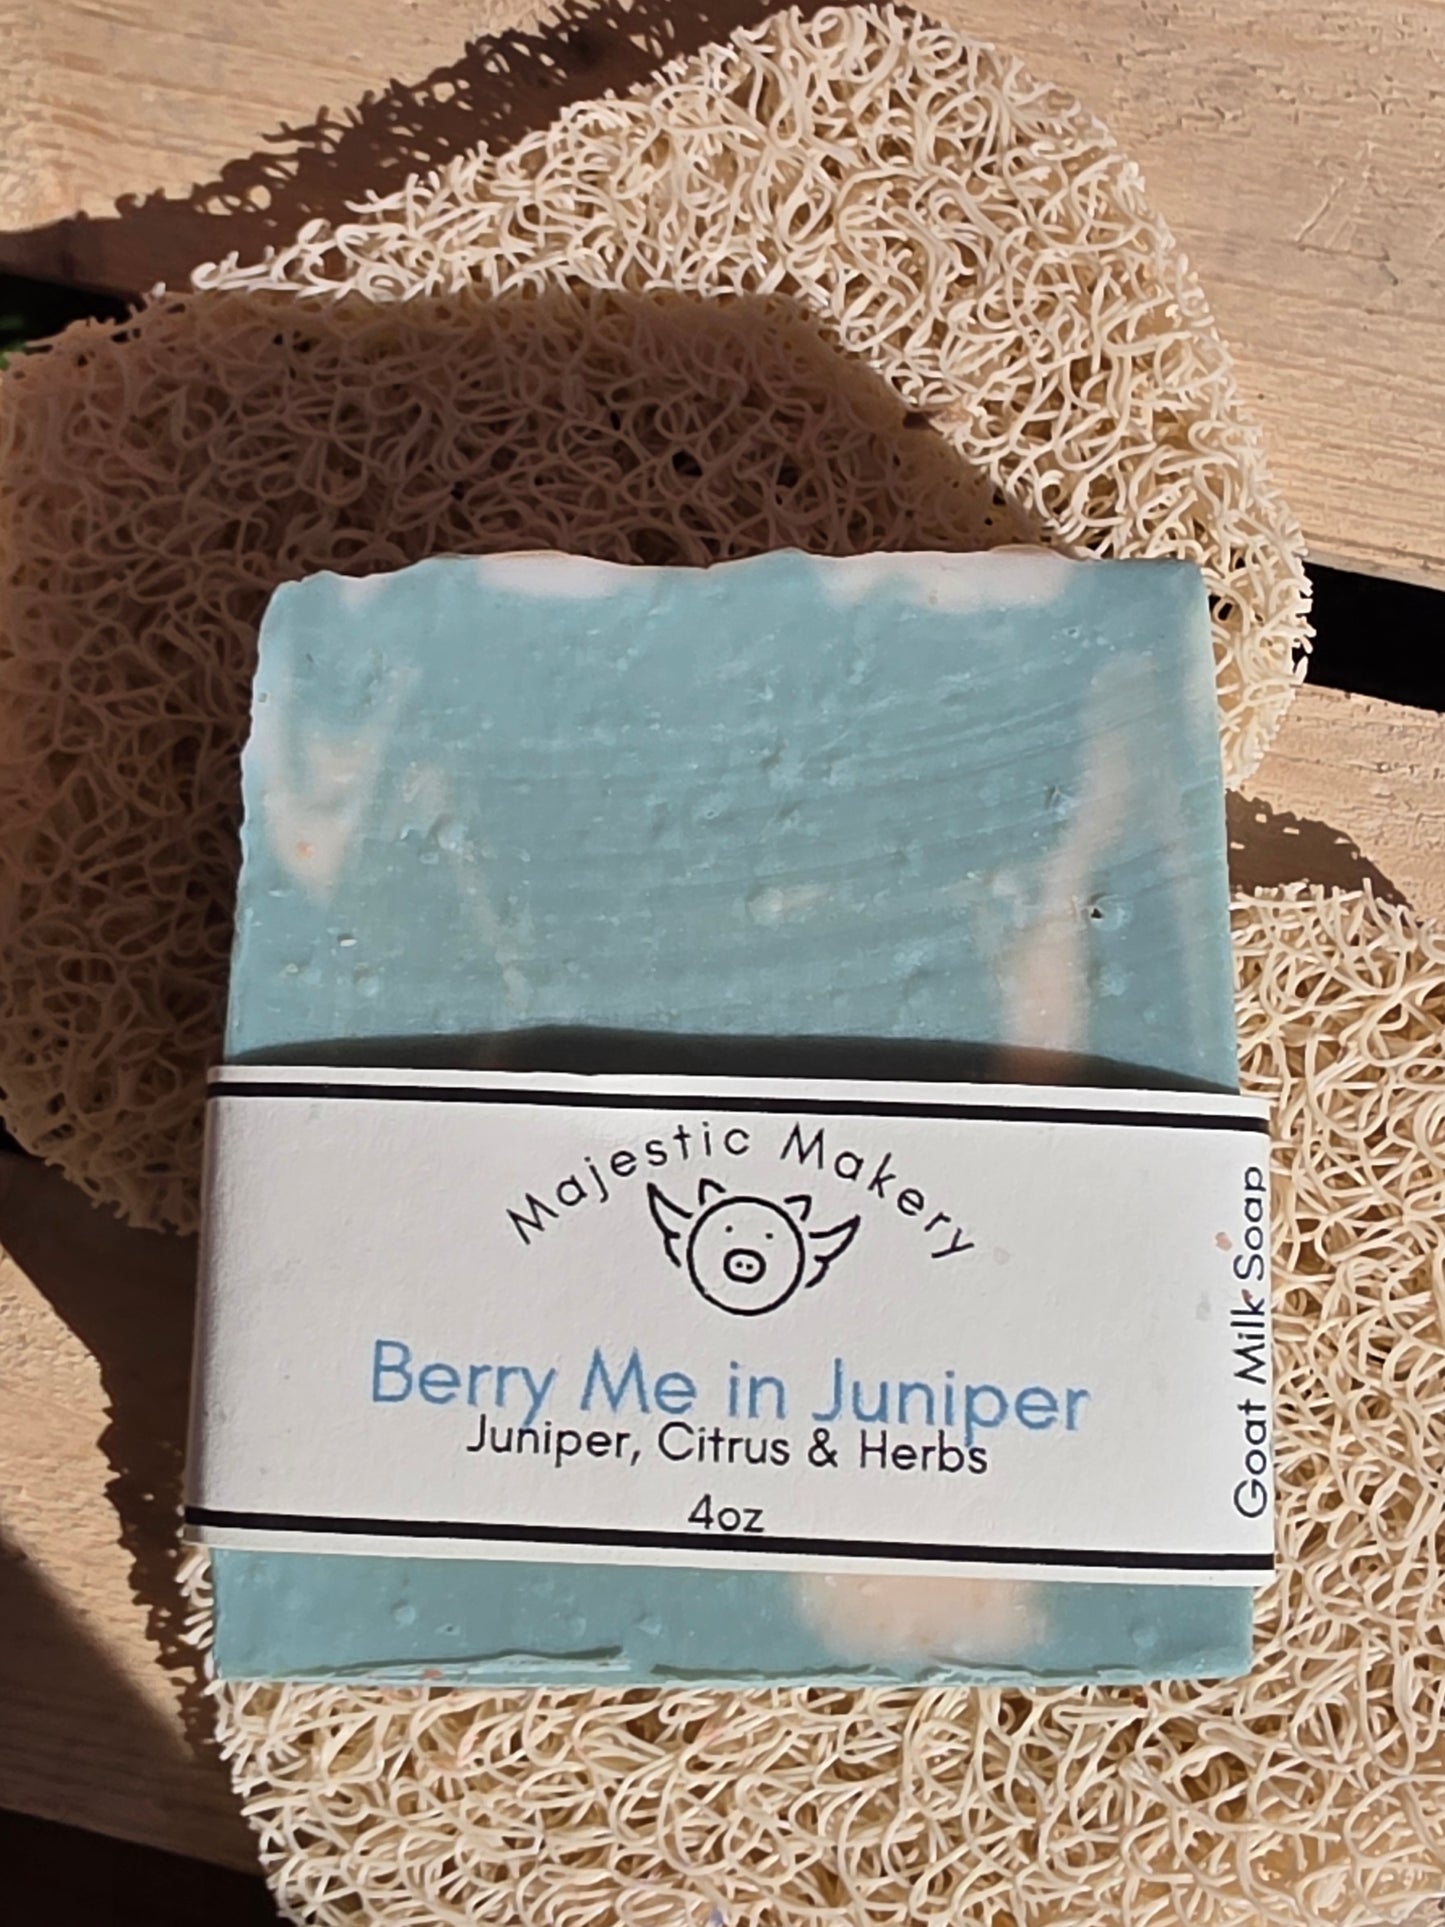 Majestic Makery
Berry Me in Juniper
Juniper, Citrus & Herbs
4oz
Goat Milk Soap